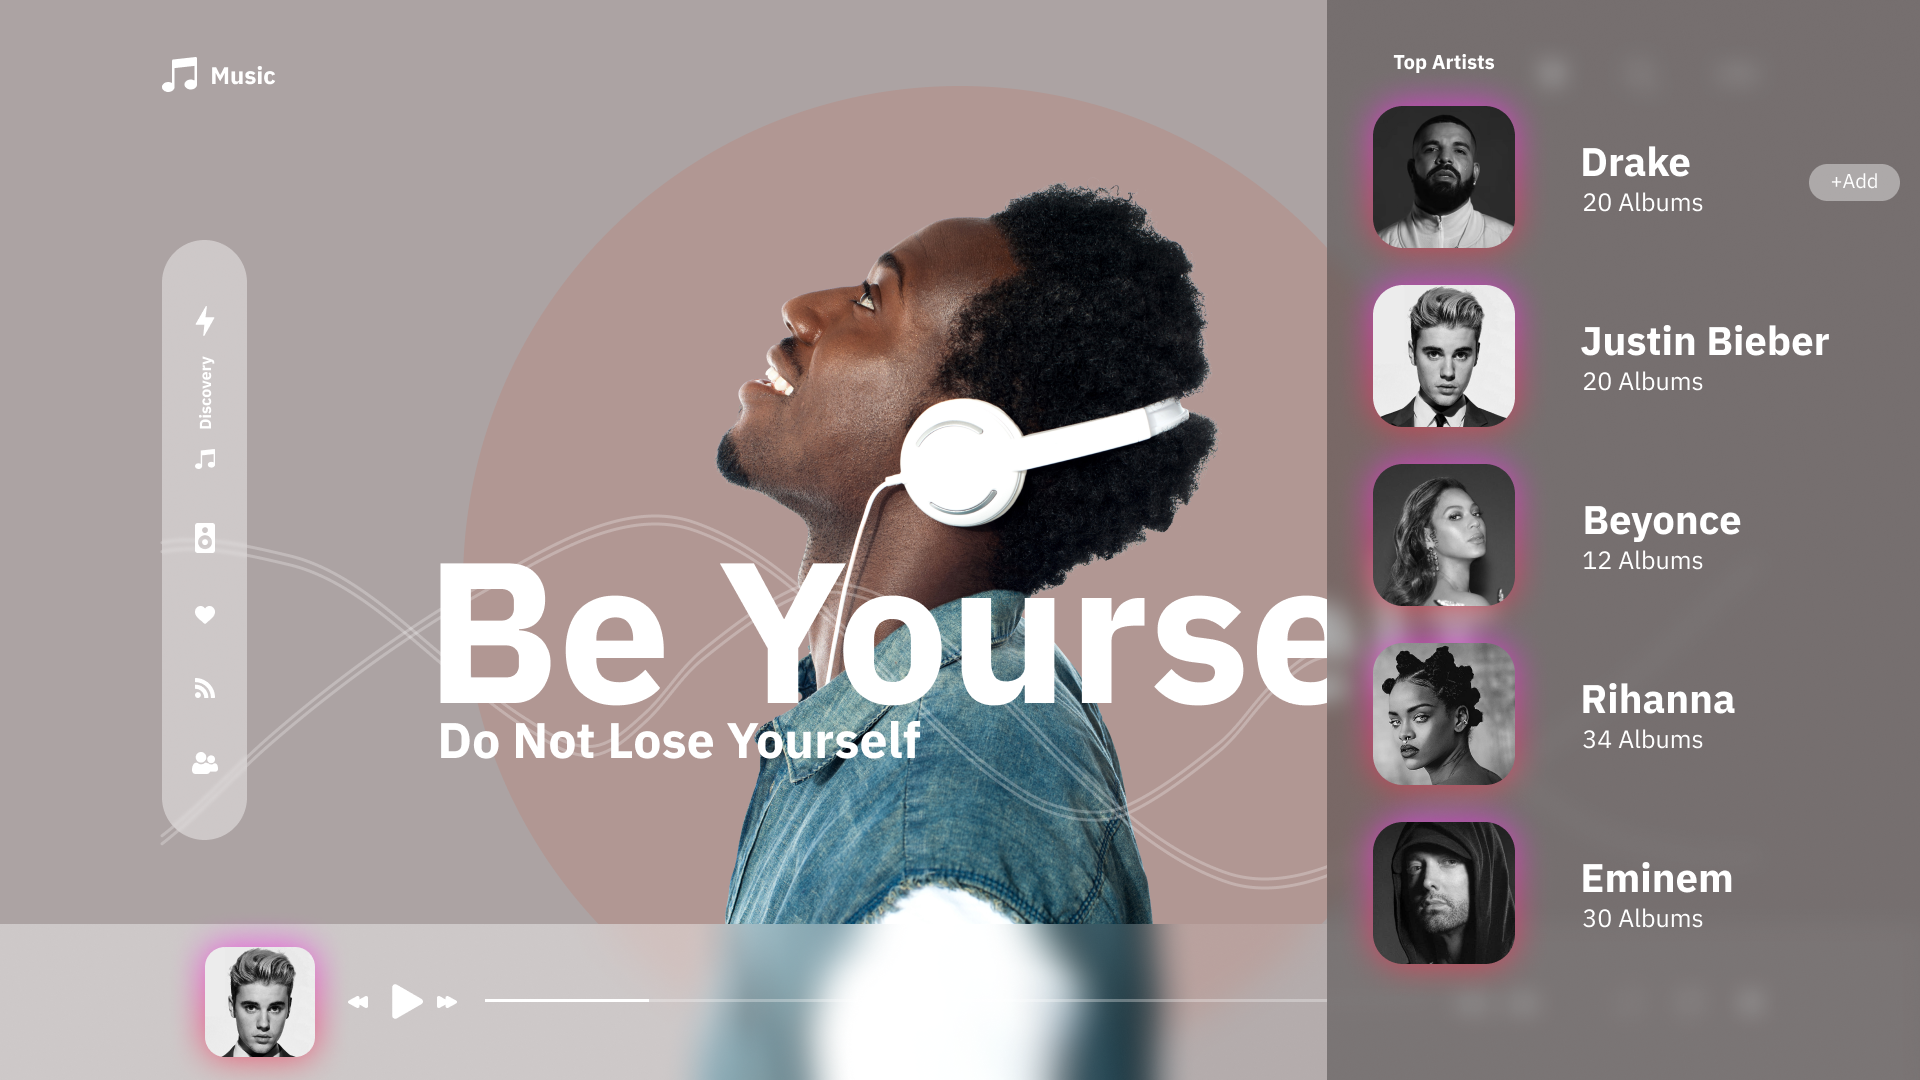 Music
Discovery
Be Yourse
Do Not Lose Yourself
Top Artists
Drake
20 Albums
+Add
Justin Bieber
20 Albums
Beyonce
12 Albums
Rihanna
34 Albums
Eminem
30 Albums